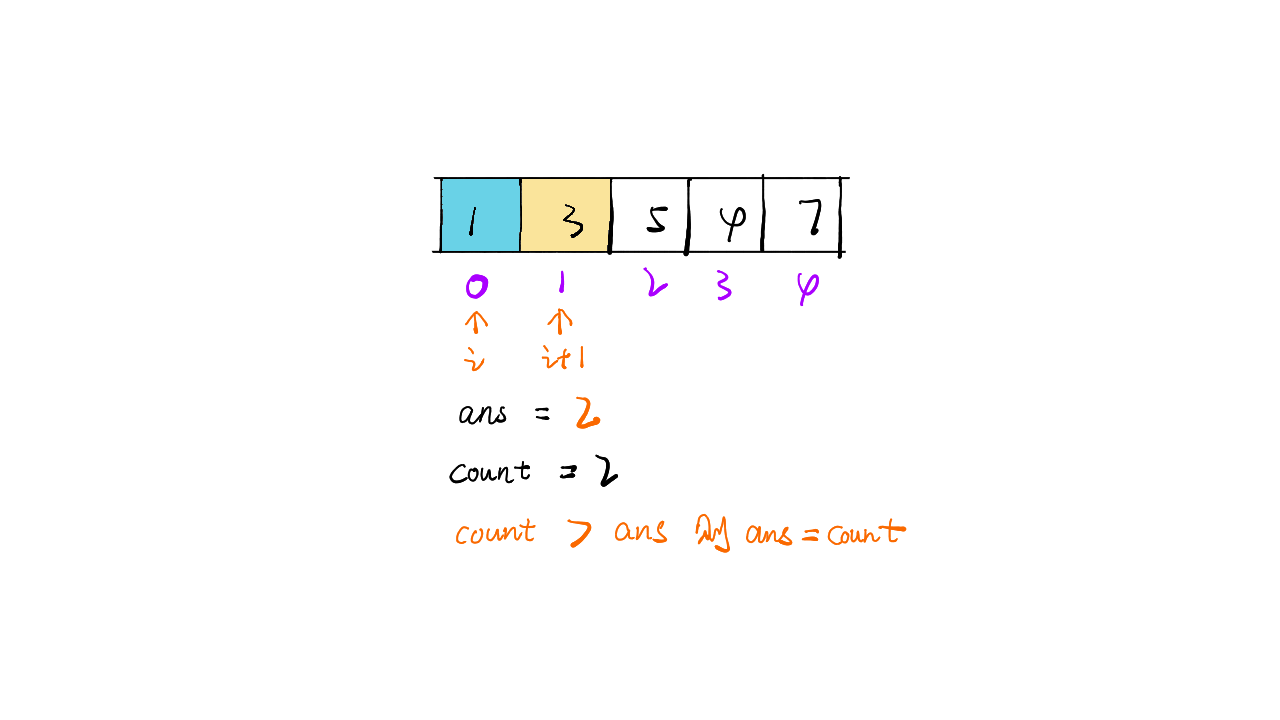 1 3 5 4 7
0 1 2 3 4
↑ ↑
i i+1
ans = 2
count = 2
count > ans 则 ans = count